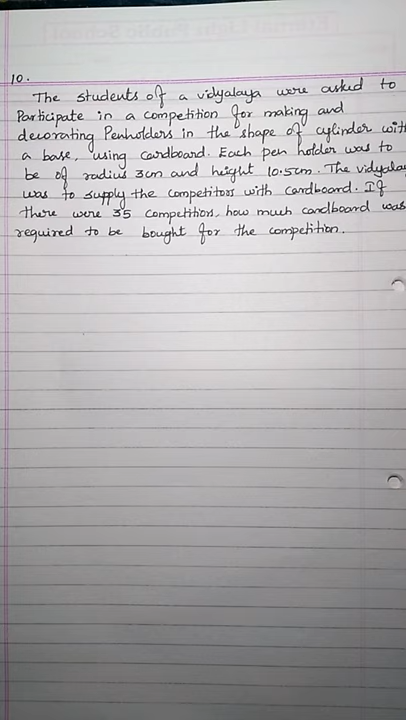 10.
The students of a vidyalaya were asked to
Participate in a competition for making and
decorating Penholders in the shape of cylinder with
a base, using cardboard. Each pen holder was to
be of radius 3cm and height 10.5cm. The vidyalay
was to supply the competitors with cardboard. If
there were 35 competitors, how much cardboard was
required to be bought for the competition.